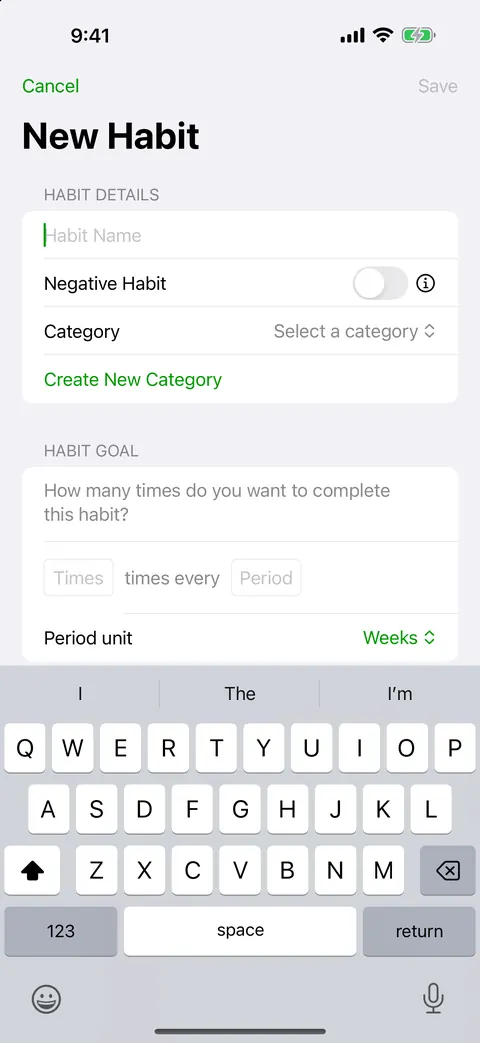 9:41
Cancel Save
New Habit
HABIT DETAILS
Habit Name
Negative Habit
Category Select a category
Create New Category
HABIT GOAL
How many times do you want to complete
this habit?
Times times every Period
Period unit Weeks
I The I'm
Q W E R T Y U I O P
A S D F G H J K L
Z X C V B N M
123 space return